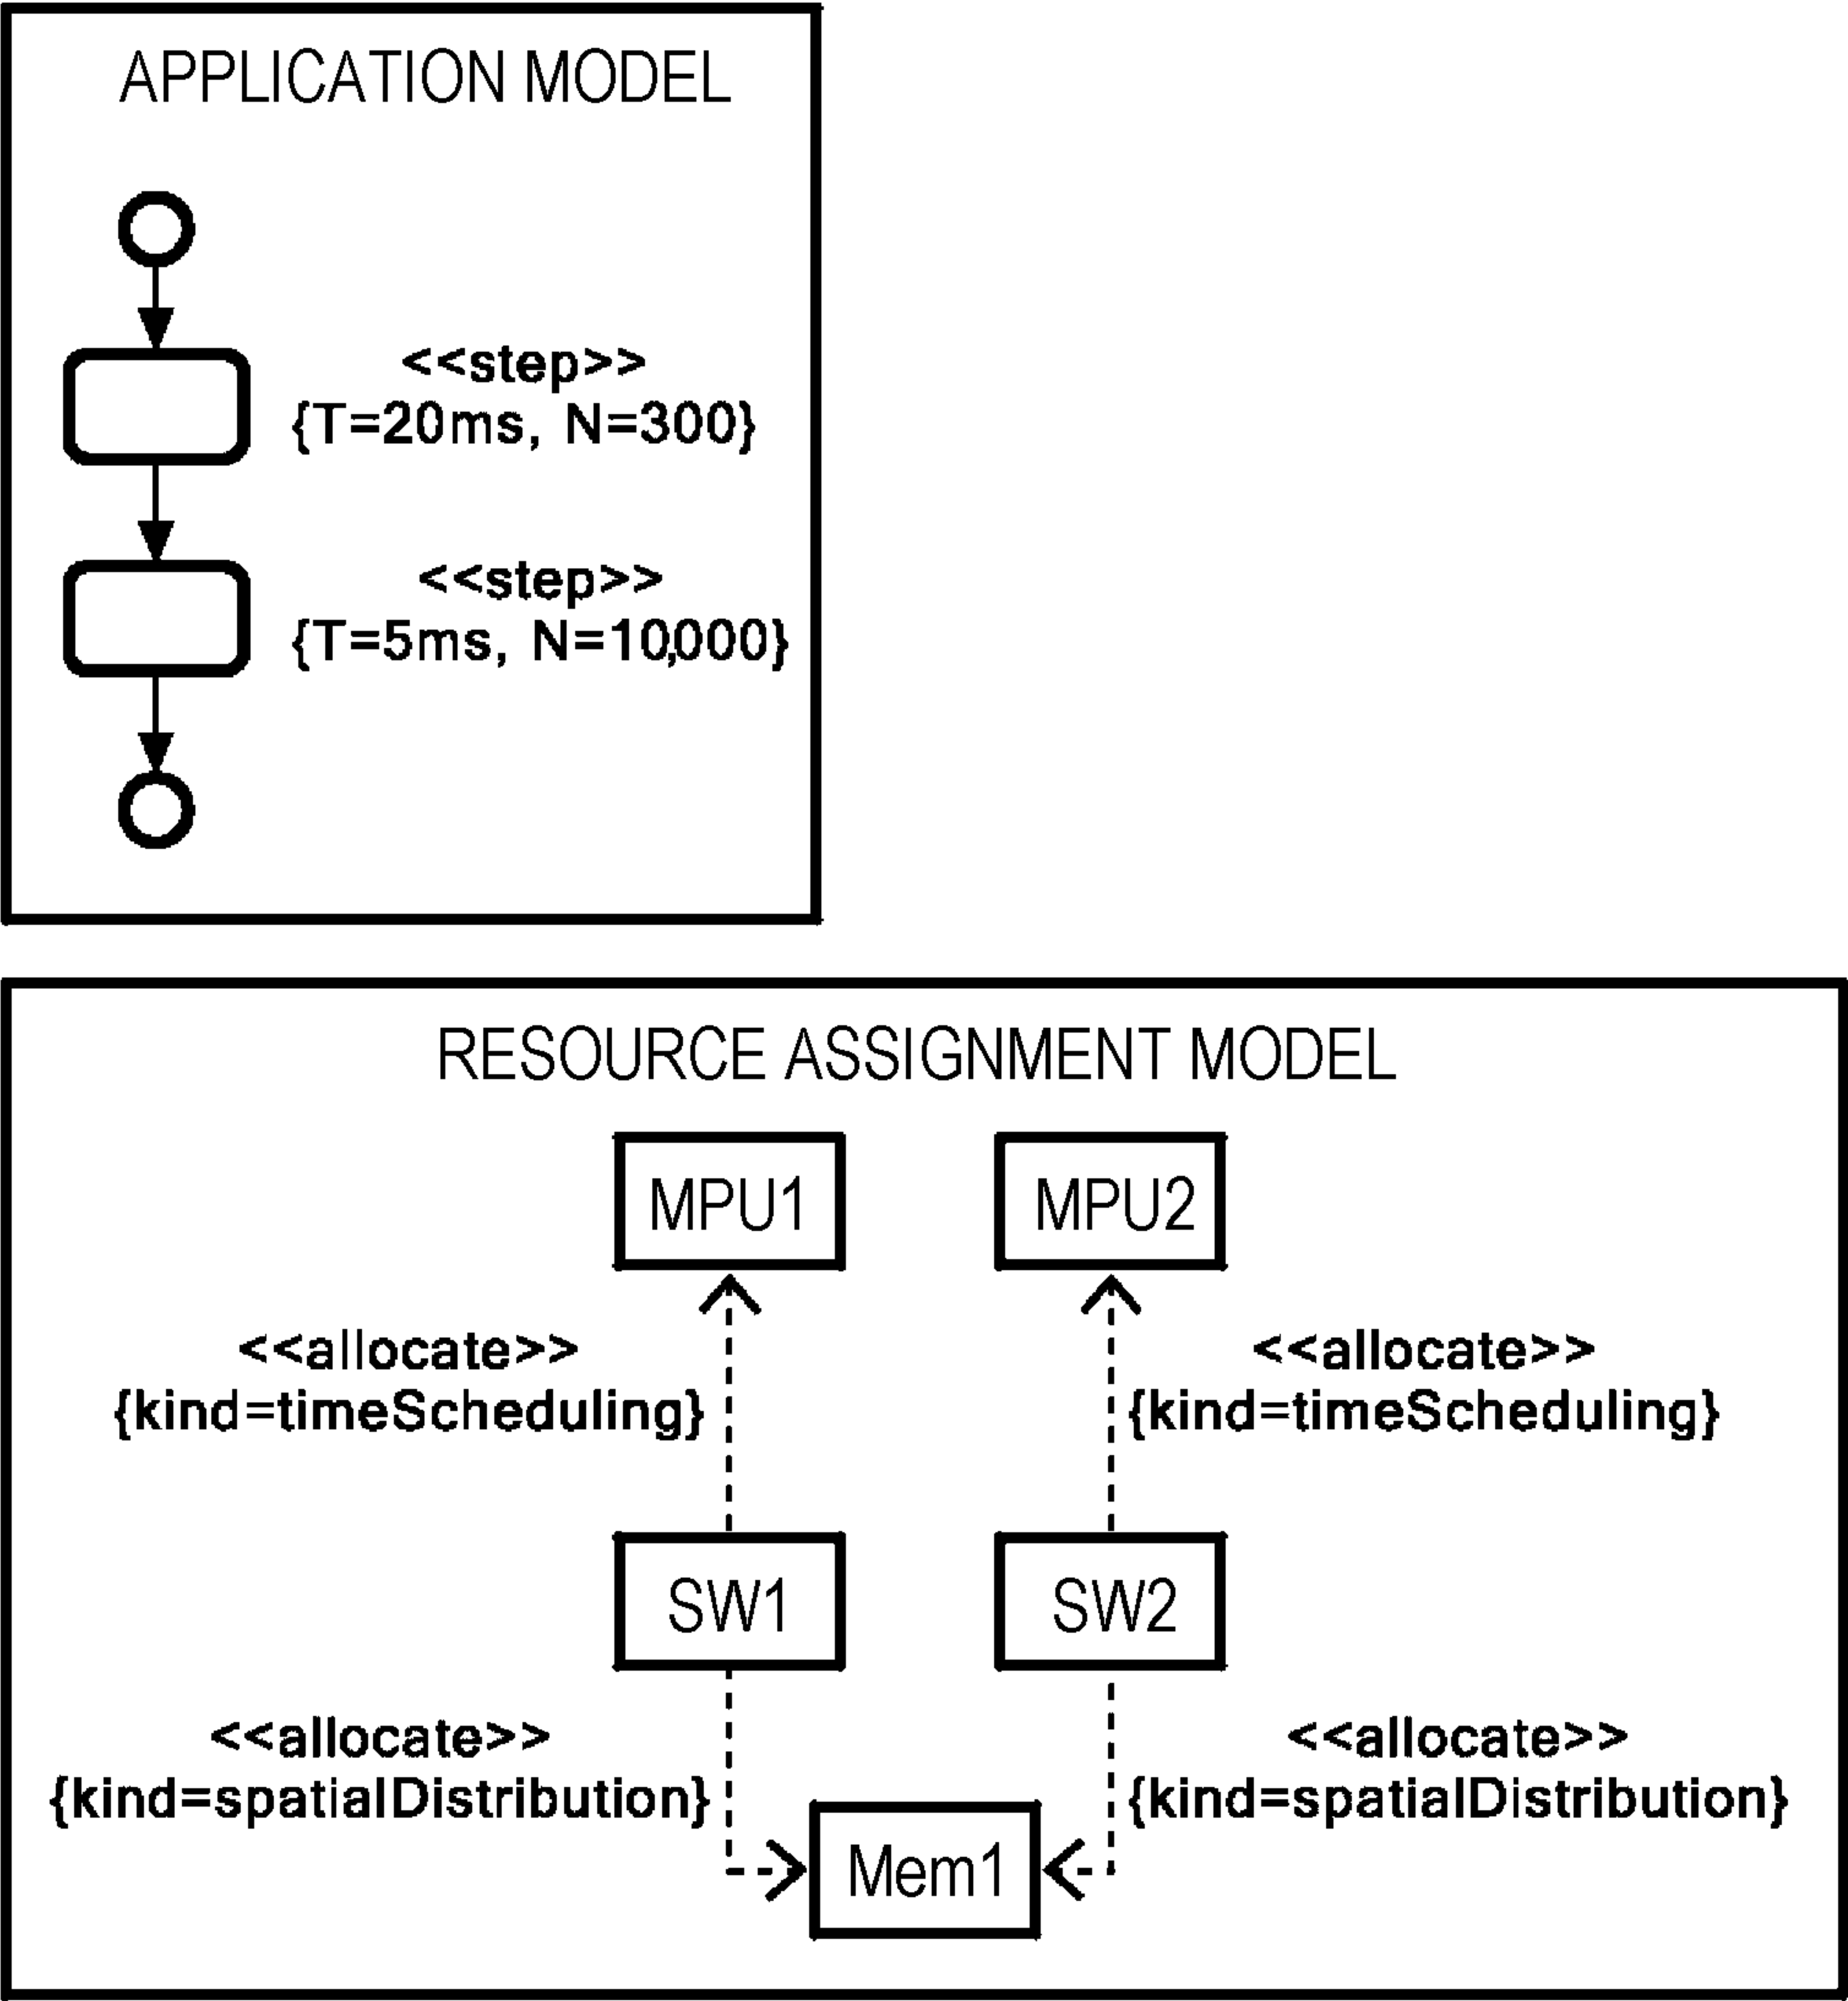 APPLICATION MODEL
<<step>>
{T=20ms, N=300}
<<step>>
{T=5ms, N=10,000}
RESOURCE ASSIGNMENT MODEL
MPU1 MPU2
<<allocate>> <<allocate>>
{kind=timeScheduling} {kind=timeScheduling}
SW1 SW2
<<allocate>> <<allocate>>
{kind=spatialDistribution} {kind=spatialDistribution}
Mem1